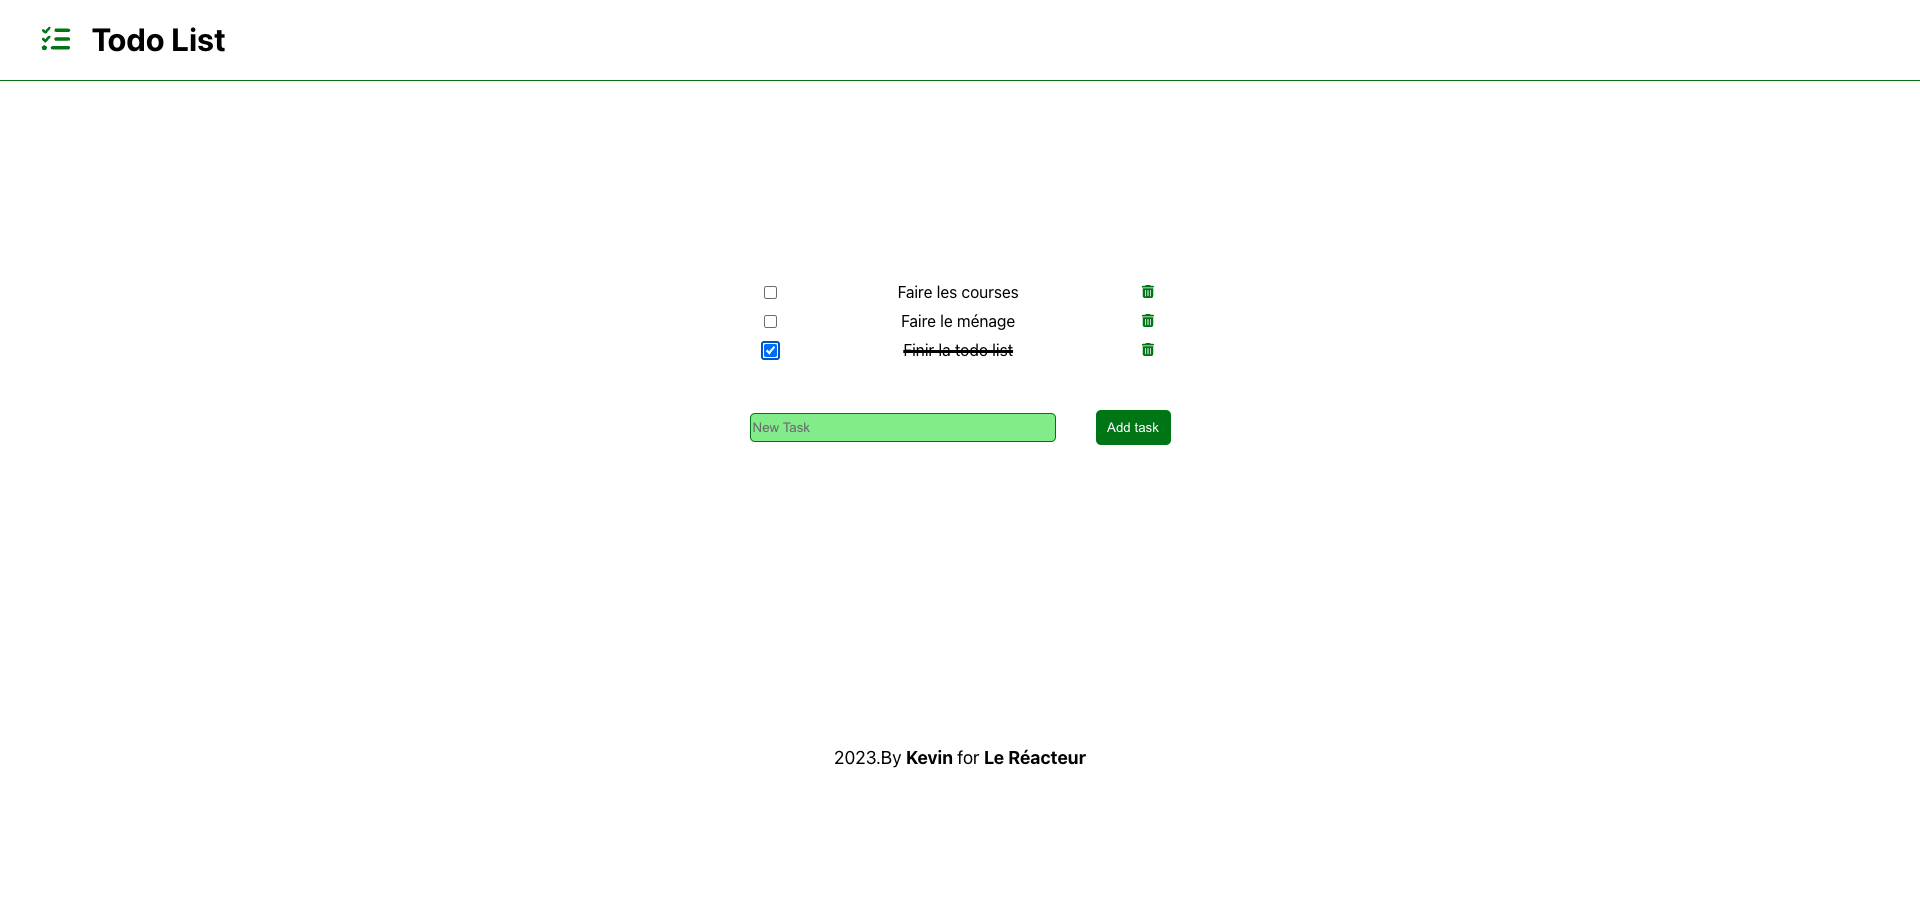 Todo List
Faire les courses
Faire le ménage
Finir la todo list
New Task
Add task
2023.By Kevin for Le Réacteur